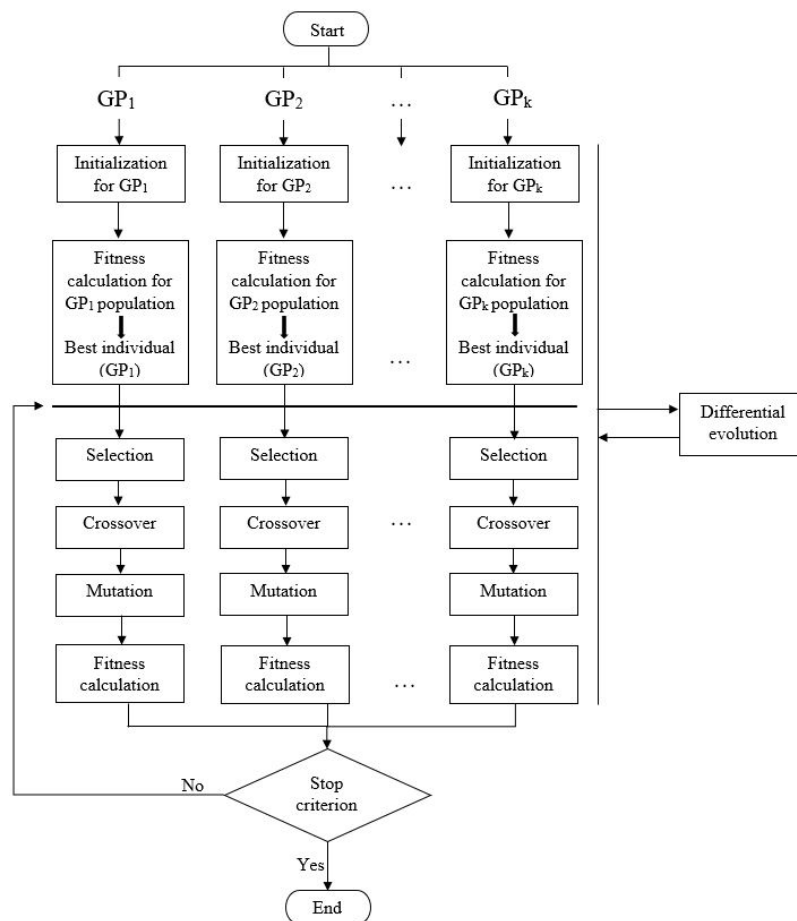 Start
GP₁ GP₂ ... GPₖ
Initialization Initialization Initialization
for GP₁ for GP₂ ... for GPₖ
Fitness Fitness Fitness
calculation for calculation for calculation for
GP₁ population GP₂ population GPₖ population
Best individual Best individual Best individual
(GP₁) (GP₂) ... (GPₖ)
Differential
evolution
Selection Selection Selection
Crossover Crossover ... Crossover
Mutation Mutation Mutation
Fitness Fitness Fitness
calculation calculation ... calculation
No
Stop
criterion
Yes
End